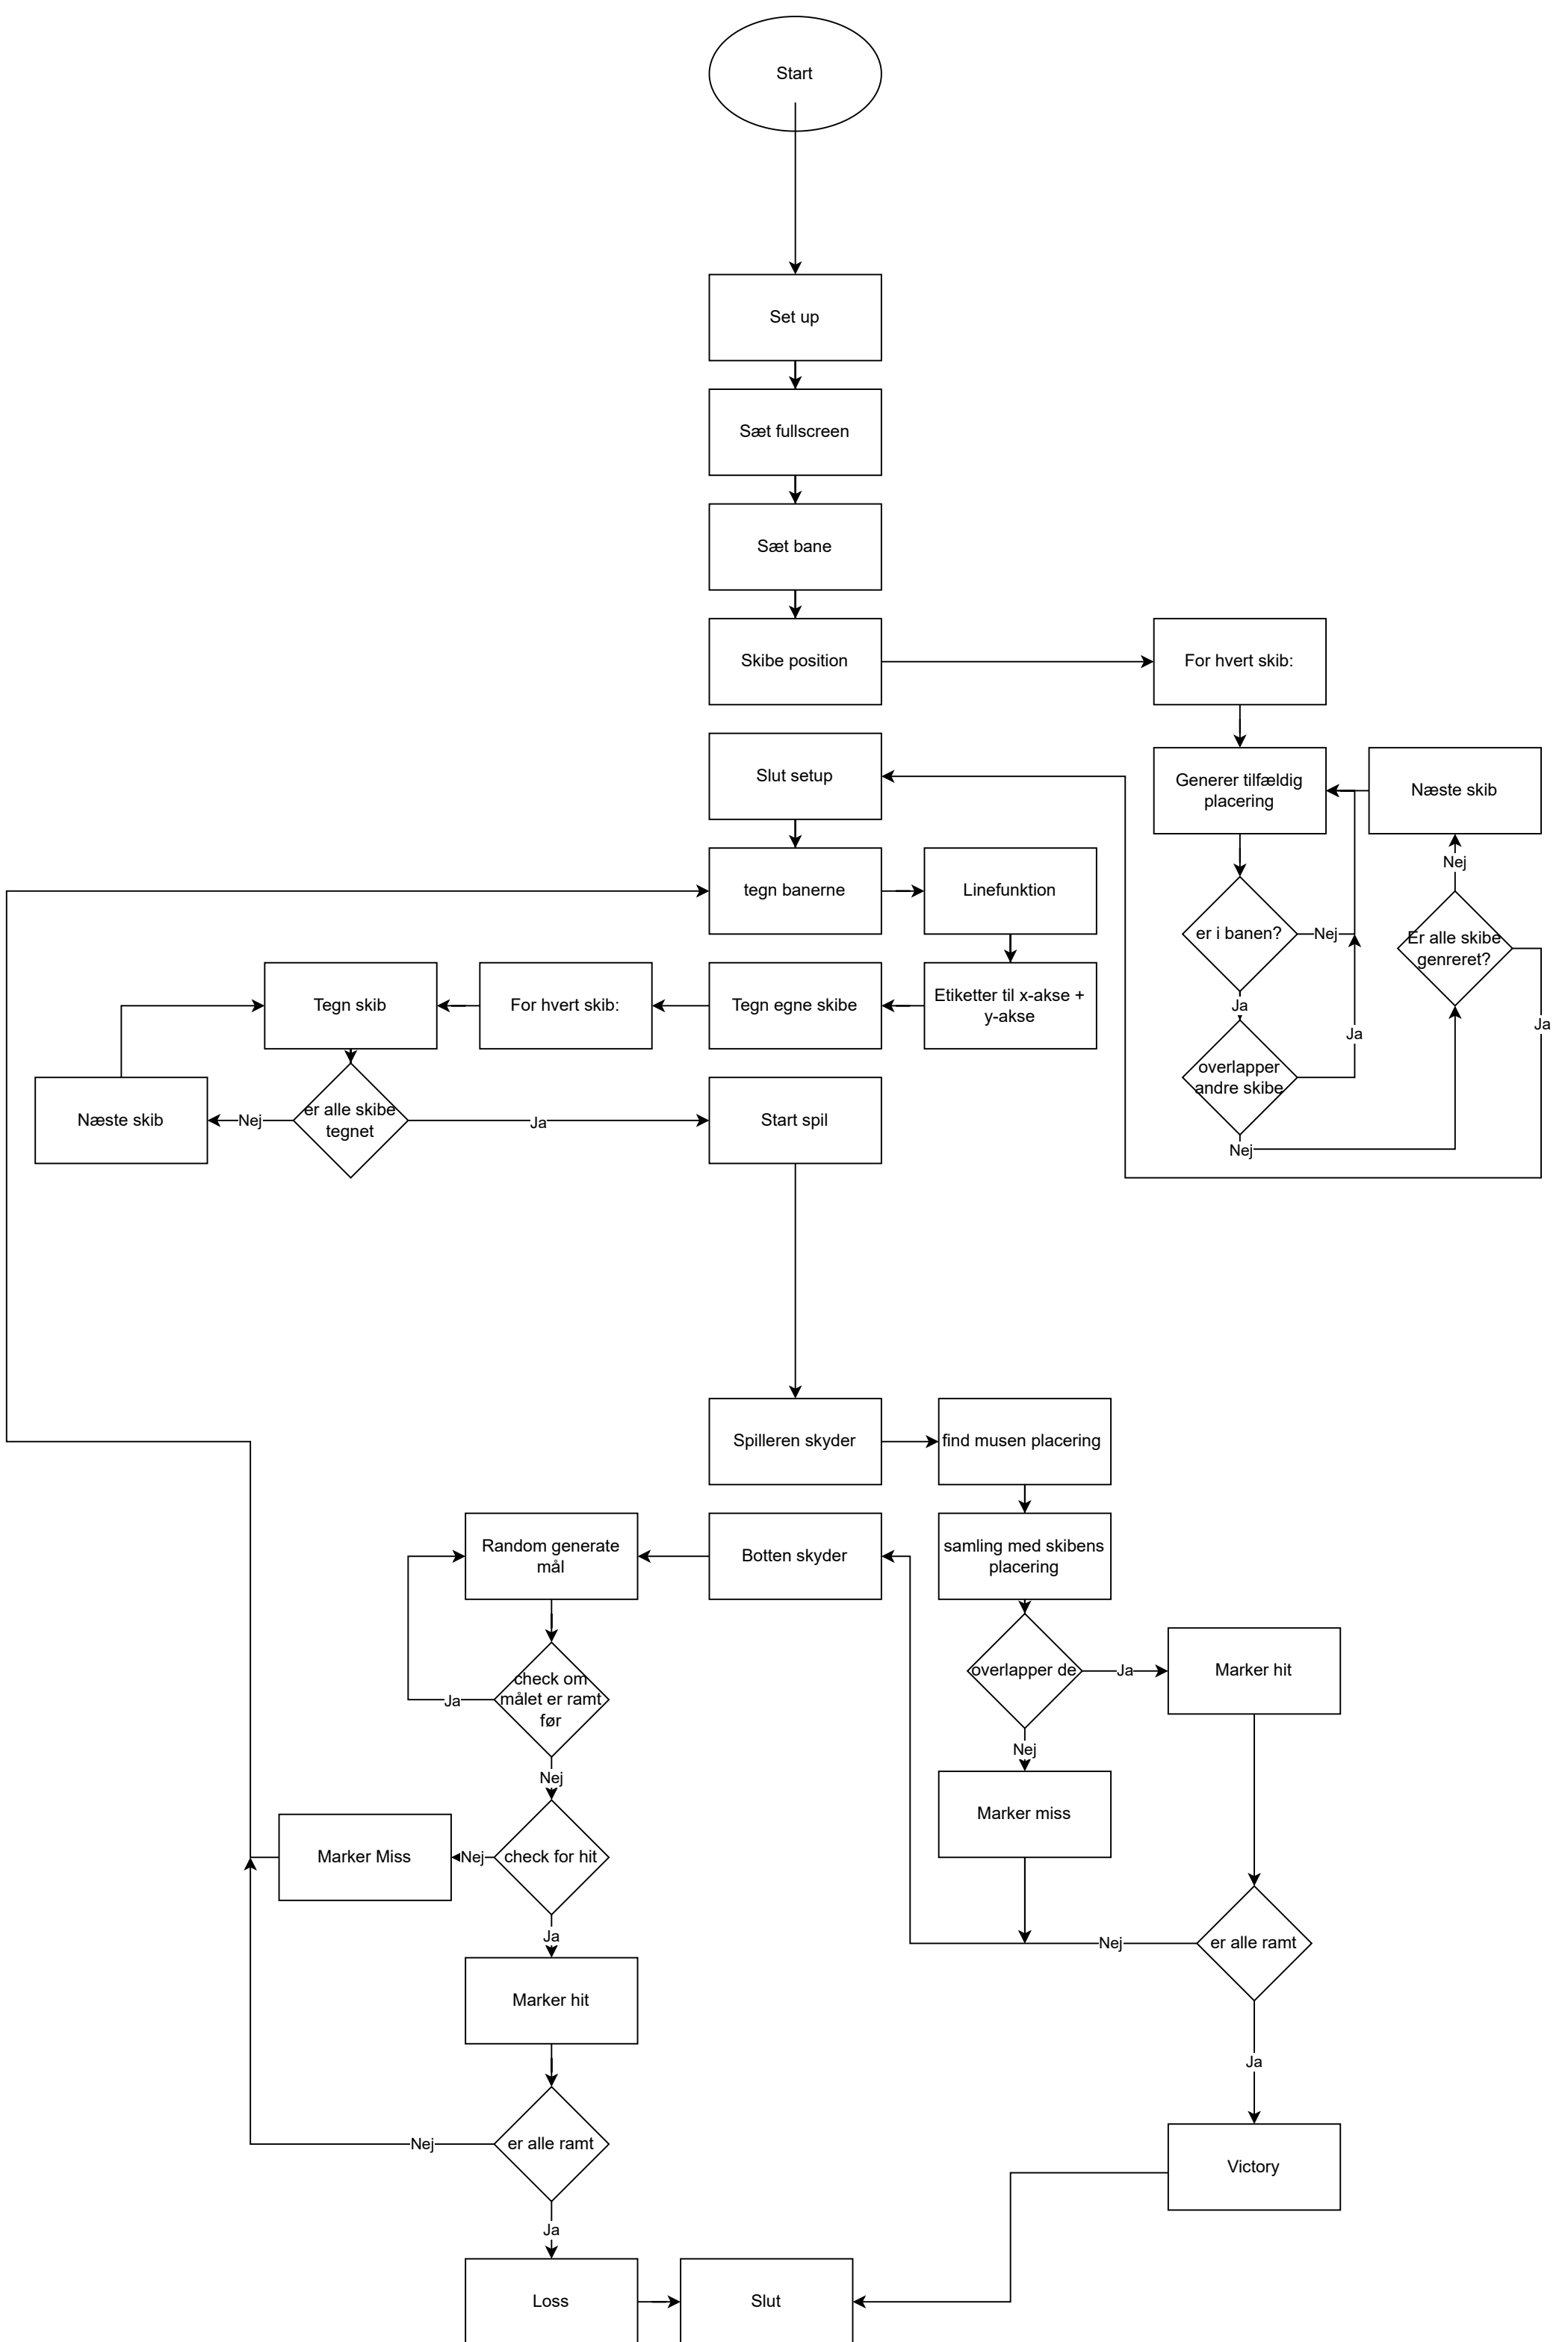 Start
Set up
Sæt fullscreen
Sæt bane
Skibe position
For hvert skib:
Slut setup
Generer tilfældig
placering
Næste skib
Nej
tegn banerne
Linefunktion
er i banen?
Nej
Er alle skibe
genreret?
Ja
Tegn skib
For hvert skib:
Tegn egne skibe
Etiketter til x-akse +
y-akse
Ja
Ja
overlapper
andre skibe
Nej
Næste skib
Nej
er alle skibe
tegnet
Ja
Start spil
Spilleren skyder
find musen placering
Random generate
mål
Botten skyder
samling med skibens
placering
overlapper de
Ja
Marker hit
check om
målet er ramt
før
Ja
Nej
Nej
Marker miss
Marker Miss
Nej
check for hit
Ja
Nej
er alle ramt
Marker hit
Ja
Nej
er alle ramt
Victory
Ja
Loss
Slut